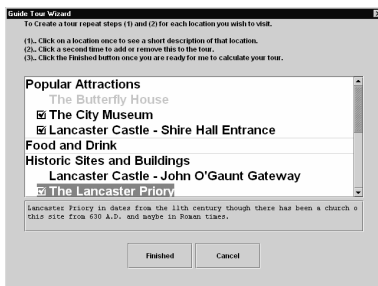 Guide Tour Wizard
To Create a tour repeat steps (1) and (2) for each location you wish to visit.
(1).. Click on a location once to see a short description of that location.
(2).. Click a second time to add or remove this to the tour.
(3).. Click the Finished button once you are ready for me to calculate your tour.
Popular Attractions
The Butterfly House
The City Museum
Lancaster Castle - Shire Hall Entrance
Food and Drink
Historic Sites and Buildings
Lancaster Castle - John O'Gaunt Gateway
The Lancaster Priory
Lancaster Priory in dates from the 11th century though there has been a church o
this site from 630 A.D. and maybe in Roman times.
Finished Cancel